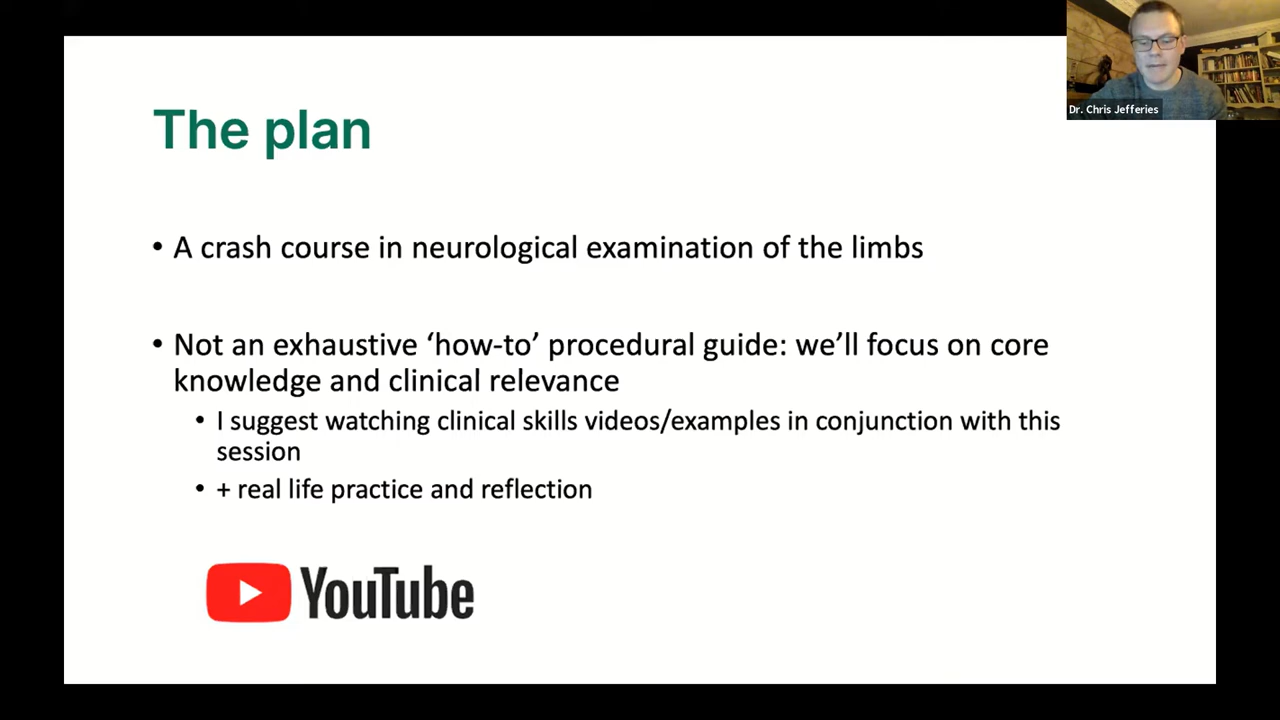 Dr. Chris Jefferies
The plan
• A crash course in neurological examination of the limbs
• Not an exhaustive ‘how-to’ procedural guide: we’ll focus on core
knowledge and clinical relevance
• I suggest watching clinical skills videos/examples in conjunction with this
session
• + real life practice and reflection
YouTube